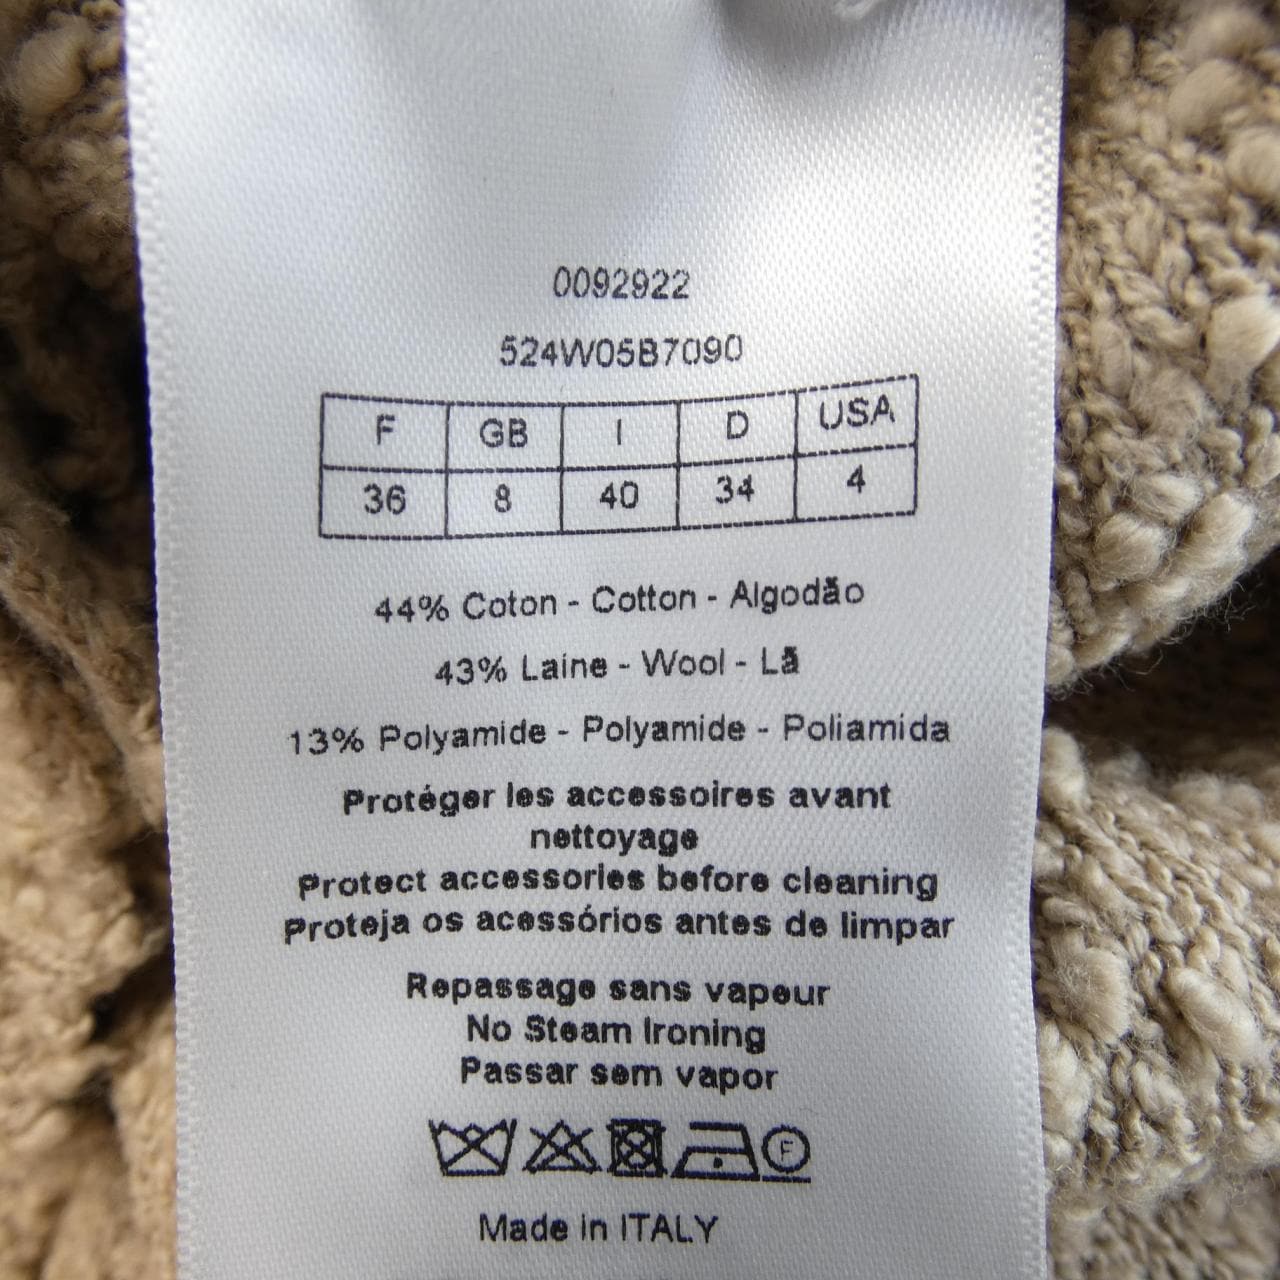 0092922
524W05B7090
F GB I D USA
36 8 40 34 4
44% Coton - Cotton - Algodão
43% Laine - Wool - Lã
13% Polyamide - Polyamide - Poliamida
Protéger les accessoires avant
nettoyage
Protect accessories before cleaning
Proteja os acessórios antes de limpar
Repassage sans vapeur
No Steam Ironing
Passar sem vapor
F
Made in ITALY